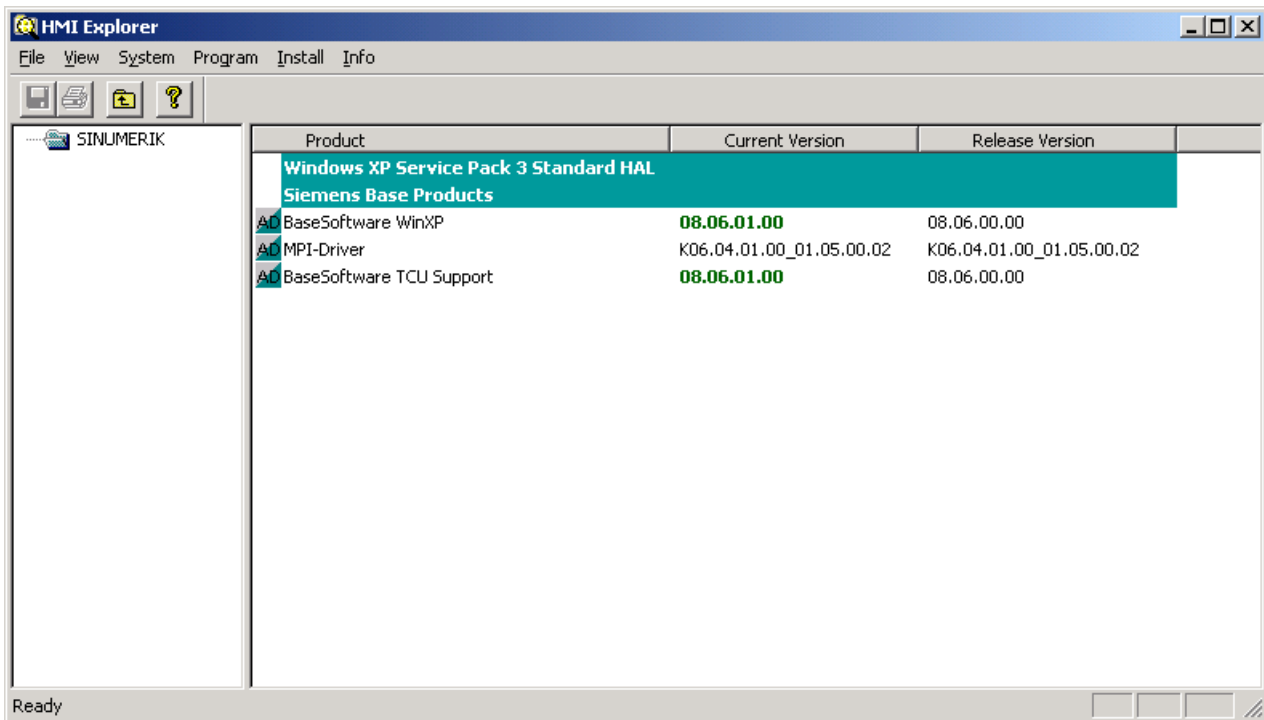 HMI Explorer
File View System Program Install Info
SINUMERIK
Product Current Version Release Version
Windows XP Service Pack 3 Standard HAL
Siemens Base Products
AD BaseSoftware WinXP 08.06.01.00 08.06.00.00
AD MPI-Driver K06.04.01.00_01.05.00.02 K06.04.01.00_01.05.00.02
AD BaseSoftware TCU Support 08.06.01.00 08.06.00.00
Ready